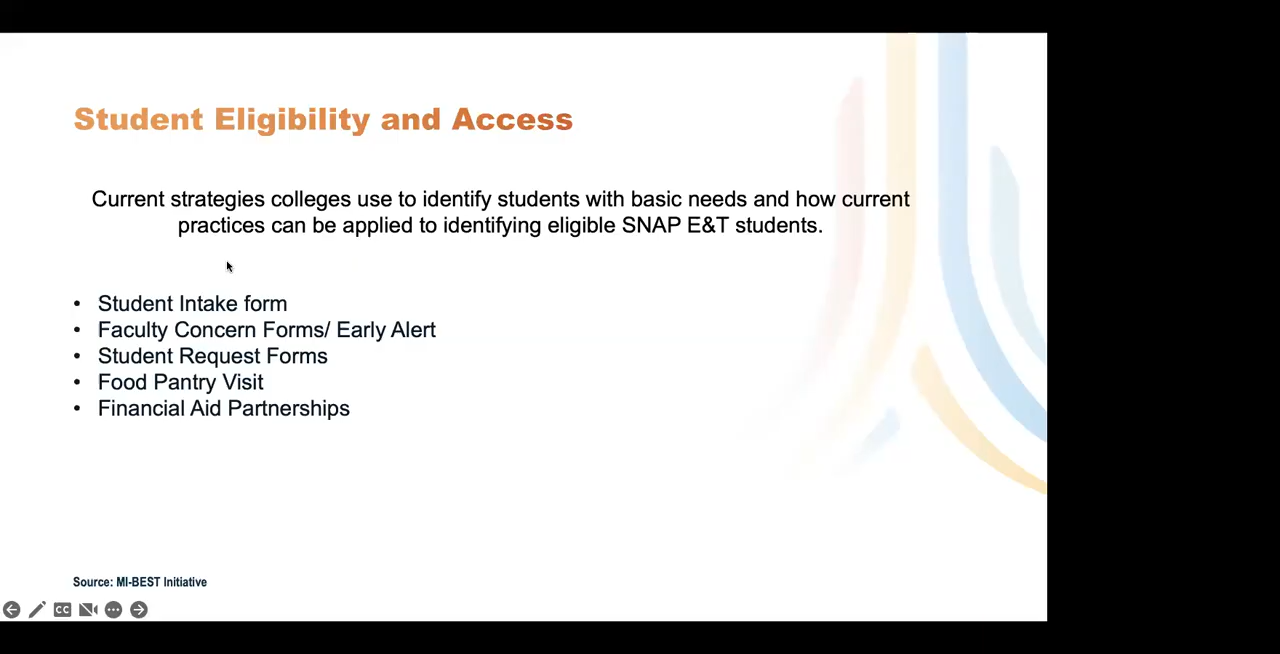 Student Eligibility and Access
Current strategies colleges use to identify students with basic needs and how current
practices can be applied to identifying eligible SNAP E&T students.
• Student Intake form
• Faculty Concern Forms/ Early Alert
• Student Request Forms
• Food Pantry Visit
• Financial Aid Partnerships
Source: MI-BEST Initiative
CC